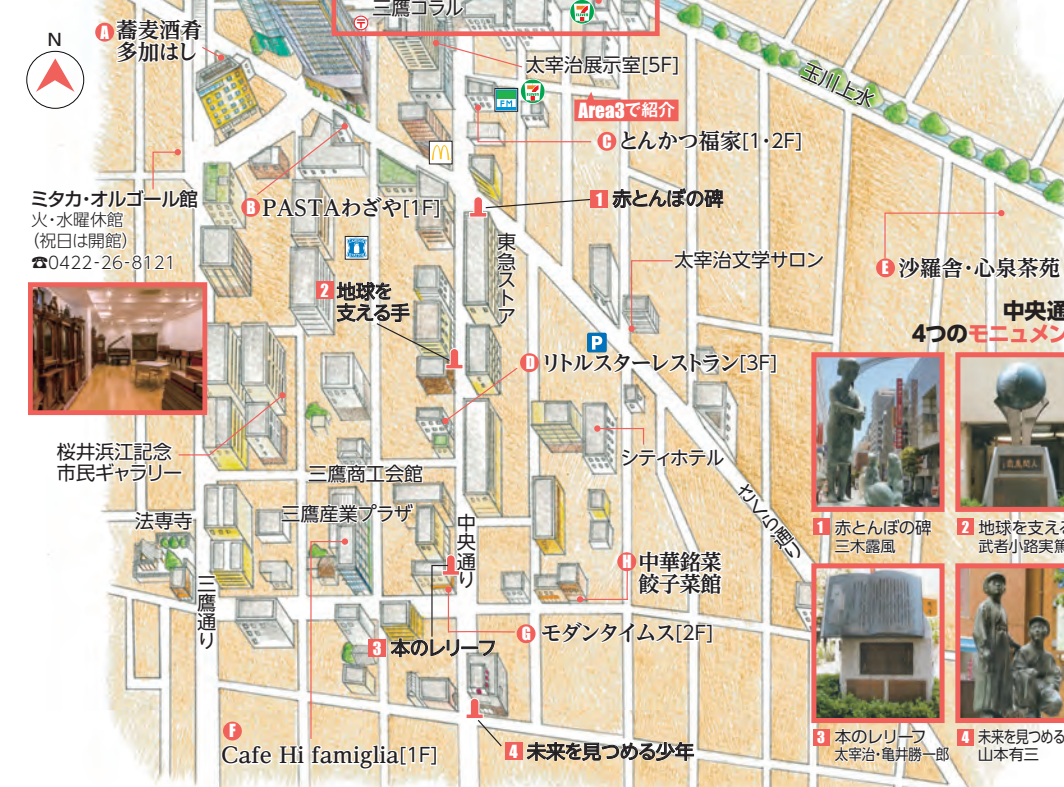 三鷹コラル
A 蕎麦酒肴
多加はし
N
太宰治展示室[5F]
玉川上水
FM
Area3で紹介
C とんかつ福家[1・2F]
ミタカ・オルゴール館
火・水曜休館
(祝日は開館)
☎0422-26-8121
B PASTAわざや[1F]
1 赤とんぼの碑
東急ストア
太宰治文学サロン
E 沙羅舎・心泉茶苑
2 地球を
支える手
P
D リトルスターレストラン[3F]
中央通
4つのモニュメン
桜井浜江記念
市民ギャラリー
シティホテル
三鷹商工会館
法専寺
三鷹産業プラザ
中央通り
さくら通り
三鷹通り
H 中華銘菜
餃子菜館
G モダンタイムス[2F]
3 本のレリーフ
F
Cafe Hi famiglia[1F]
4 未来を見つめる少年
1 赤とんぼの碑
三木露風
2 地球を支え
武者小路実篤
3 本のレリーフ
太宰治・亀井勝一郎
4 未来を見つめる
山本有三